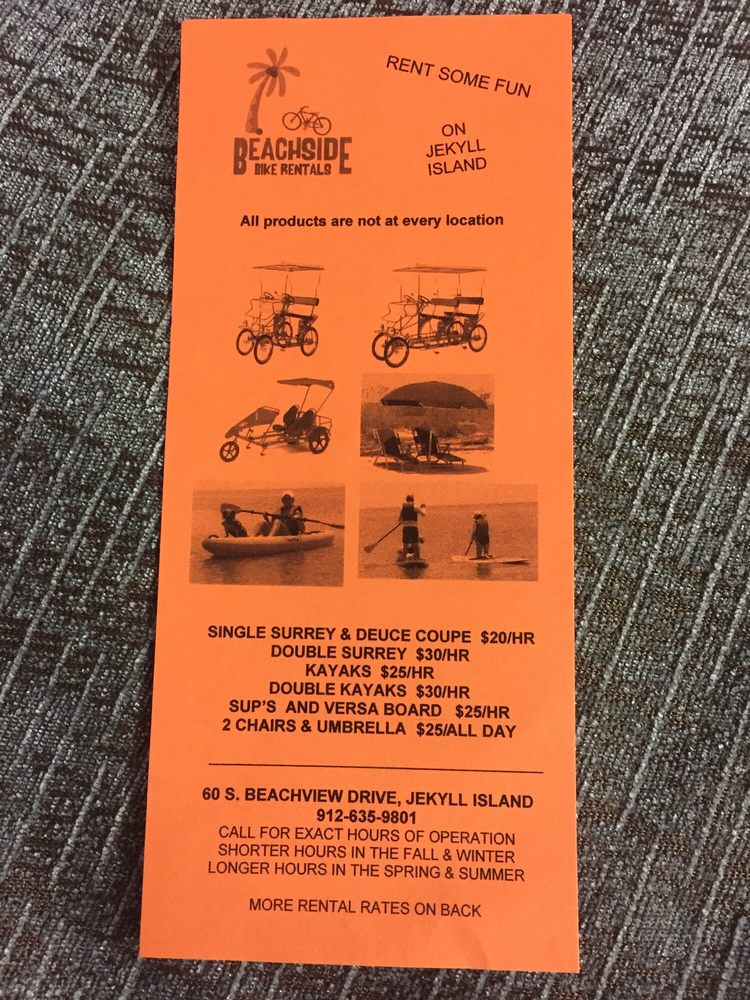 RENT SOME FUN
ON
JEKYLL
ISLAND
BEACHSIDE
BIKE RENTALS
All products are not at every location
SINGLE SURREY & DEUCE COUPE $20/HR
DOUBLE SURREY $30/HR
KAYAKS $25/HR
DOUBLE KAYAKS $30/HR
SUP'S AND VERSA BOARD $25/HR
2 CHAIRS & UMBRELLA $25/ALL DAY
60 S. BEACHVIEW DRIVE, JEKYLL ISLAND
912-635-9801
CALL FOR EXACT HOURS OF OPERATION
SHORTER HOURS IN THE FALL & WINTER
LONGER HOURS IN THE SPRING & SUMMER
MORE RENTAL RATES ON BACK